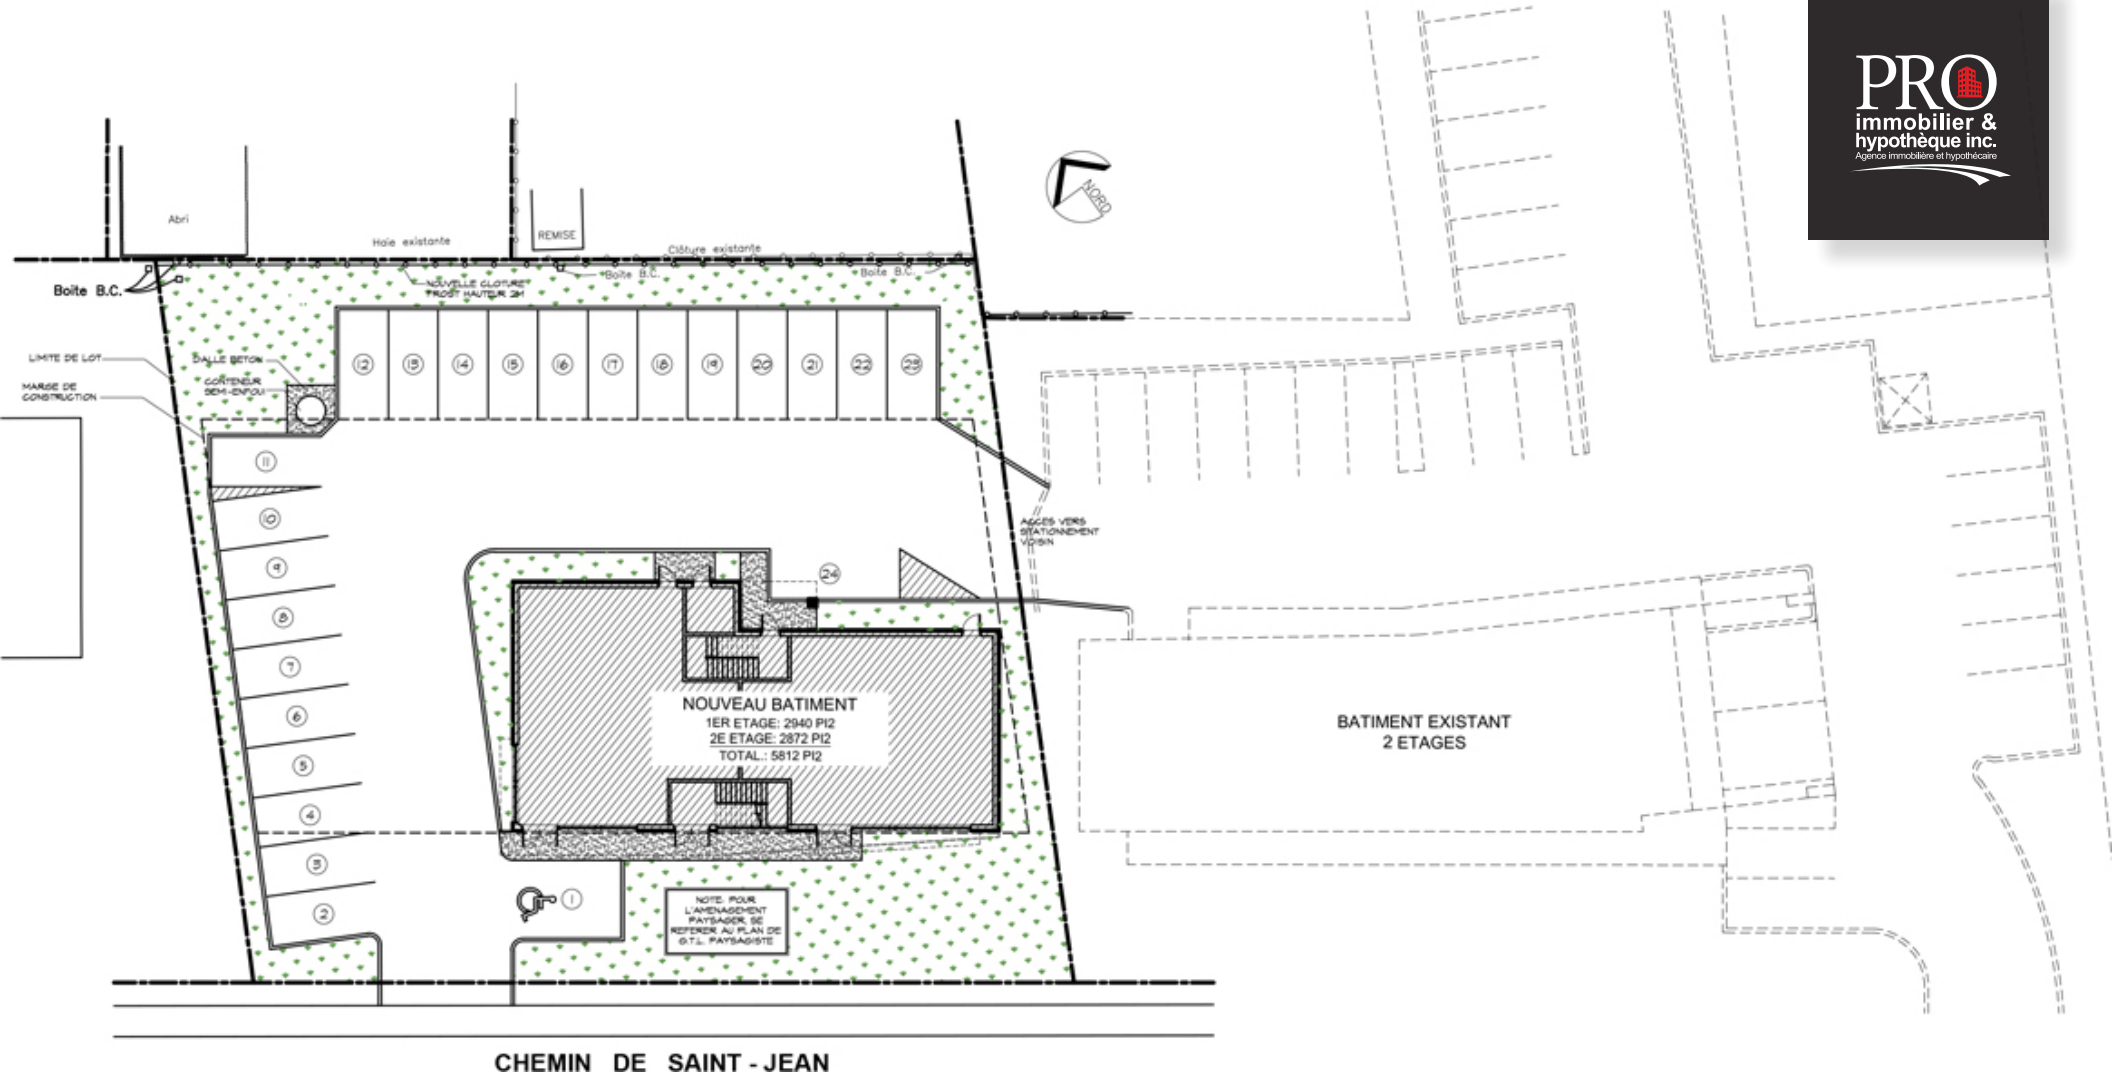 PRO
immobilier &
hypothèque inc.
Agence immobilière et hypothécaire
NORD
Abri
Haie existante
REMISE
Clôture existante
Boite B.C.
Boite B.C.
Boite B.C.
NOUVELLE CLOTURE
FROST HAUTEUR 2M
LIMITE DE LOT
MARGE DE
CONSTRUCTION
DALLE BETON
CONTENEUR
SEMI-ENFOUI
12
13
14
15
16
17
18
19
20
21
22
23
11
10
9
8
7
6
5
4
3
2
1
24
ACCES VERS
STATIONNEMENT
VOISIN
NOUVEAU BATIMENT
1ER ETAGE: 2940 PI2
2E ETAGE: 2872 PI2
TOTAL.: 5812 PI2
BATIMENT EXISTANT
2 ETAGES
NOTE: POUR
L'AMENAGEMENT
PAYSAGER, SE
REFERER AU PLAN DE
G.T.L. PAYSAGISTE
CHEMIN DE SAINT - JEAN